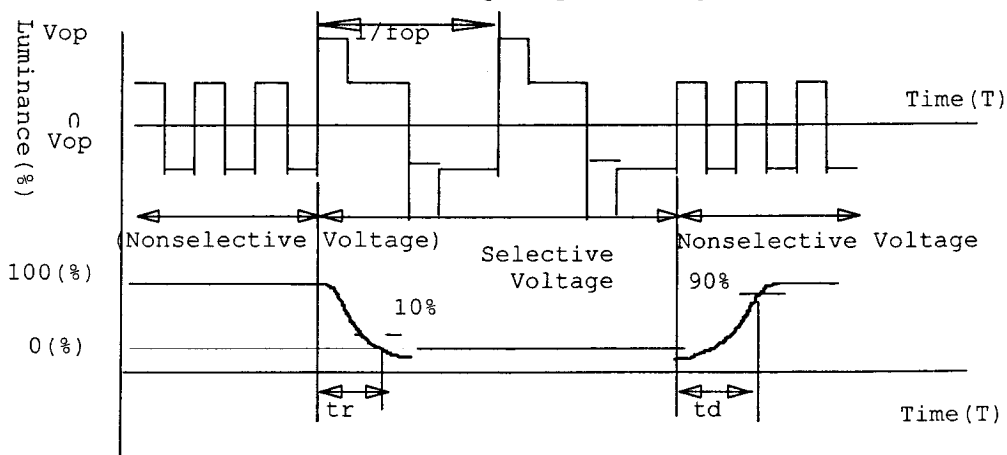 Luminance(%)
Vop
1/fop
Time(T)
0
Vop
(Nonselective Voltage)
Selective
Voltage
Nonselective Voltage
100(%)
10%
90%
0(%)
tr
td
Time(T)